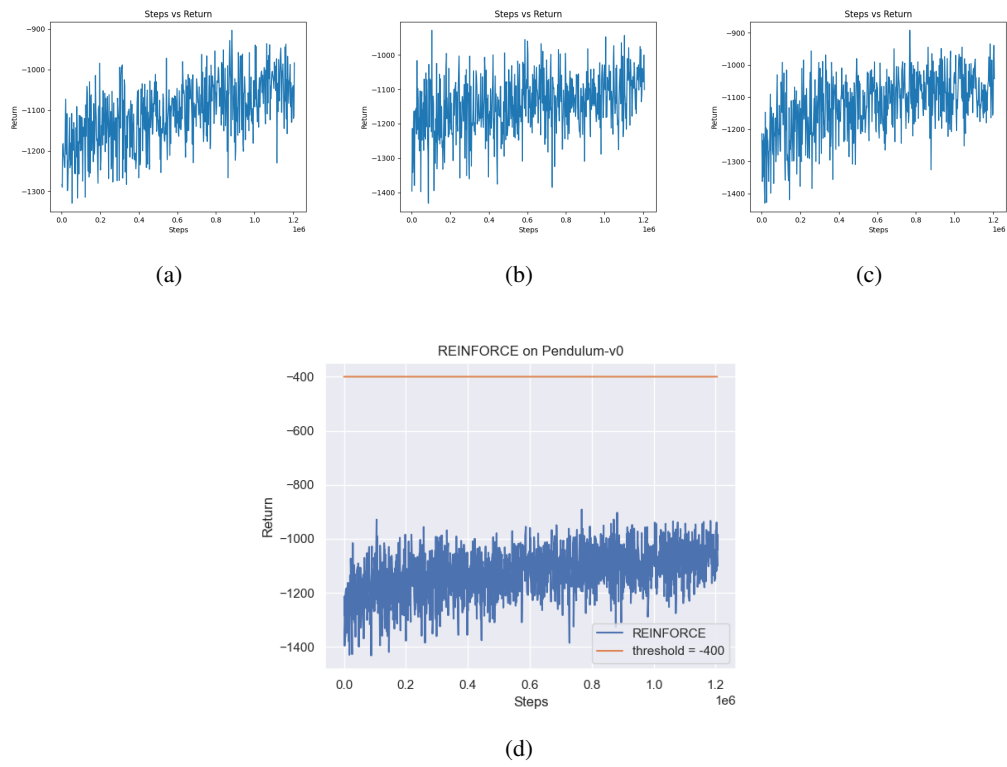 Steps vs Return
−900
−1000
−1100
−1200
−1300
Return
0.0 0.2 0.4 0.6 0.8 1.0 1.2
1e6
Steps
(a)
Steps vs Return
−1000
−1100
−1200
−1300
−1400
Return
0.0 0.2 0.4 0.6 0.8 1.0 1.2
1e6
Steps
(b)
Steps vs Return
−900
−1000
−1100
−1200
−1300
−1400
Return
0.0 0.2 0.4 0.6 0.8 1.0 1.2
1e6
Steps
(c)
REINFORCE on Pendulum-v0
−400
−600
−800
−1000
−1200
−1400
Return
REINFORCE
threshold = -400
0.0 0.2 0.4 0.6 0.8 1.0 1.2
Steps
1e6
(d)